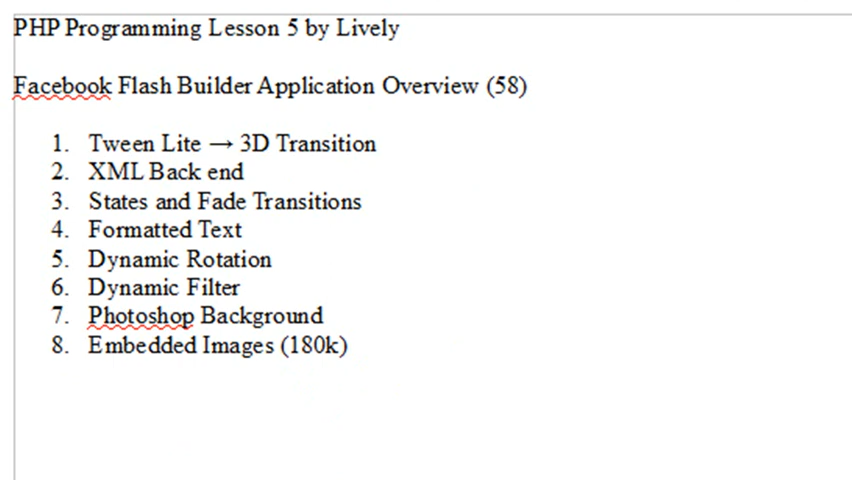 PHP Programming Lesson 5 by Lively
Facebook Flash Builder Application Overview (58)
1. Tween Lite → 3D Transition
2. XML Back end
3. States and Fade Transitions
4. Formatted Text
5. Dynamic Rotation
6. Dynamic Filter
7. Photoshop Background
8. Embedded Images (180k)